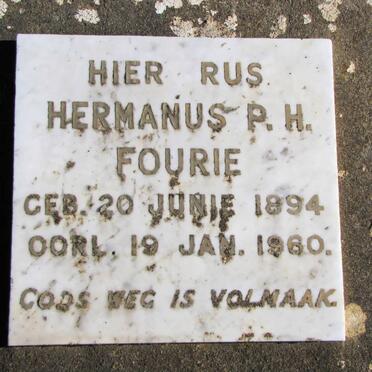 HIER RUS
HERMANUS P. H.
FOURIE
GEB. 20 JUNIE 1894
OORL. 19 JAN. 1960.
GODS WEG IS VOLMAAK.